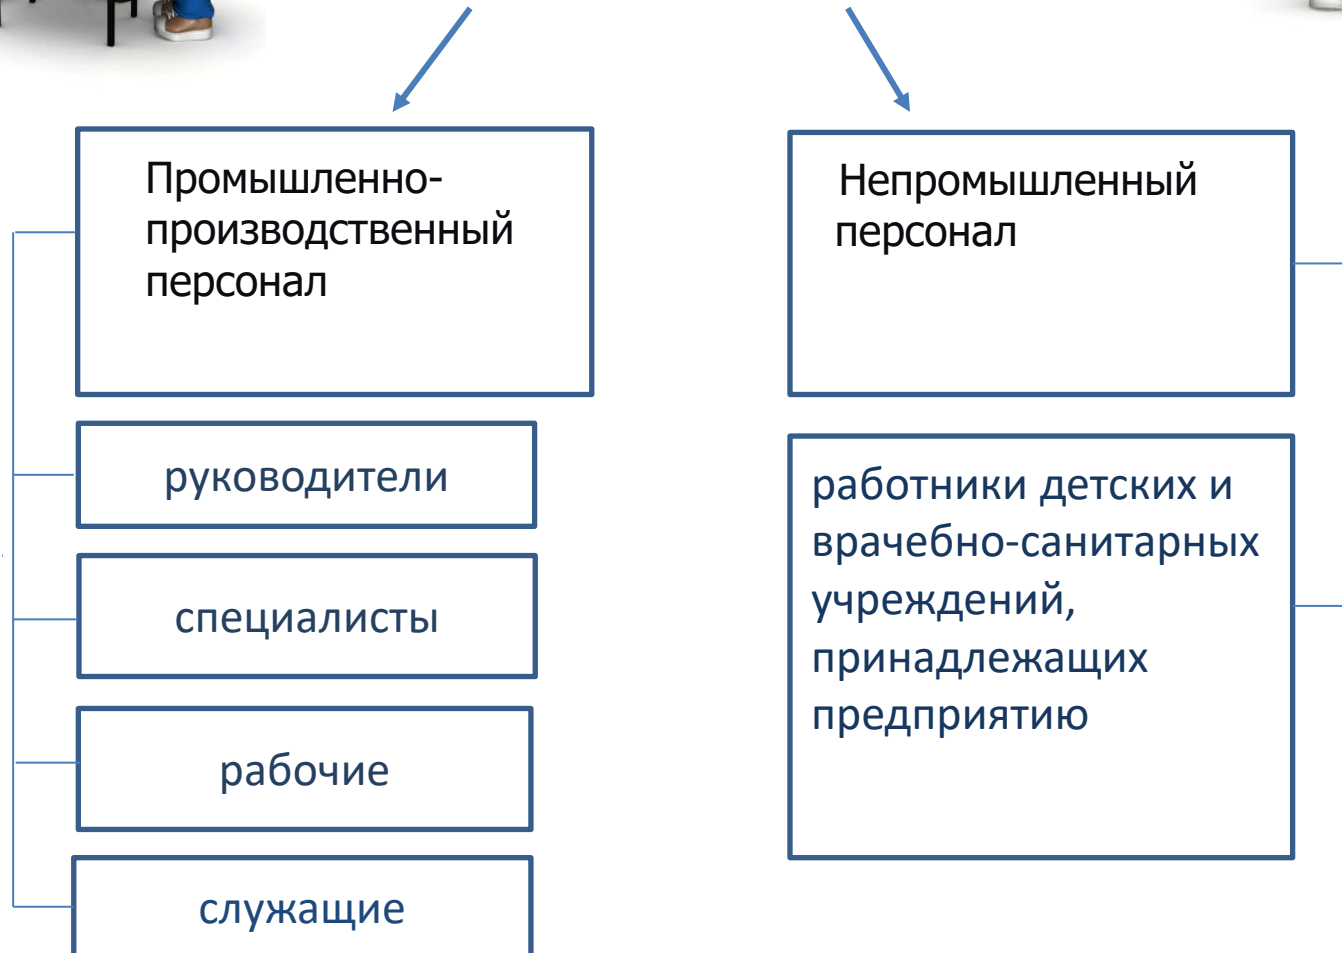 Промышленно-
производственный
персонал
Непромышленный
персонал
руководители
специалисты
рабочие
служащие
работники детских и
врачебно-санитарных
учреждений,
принадлежащих
предприятию